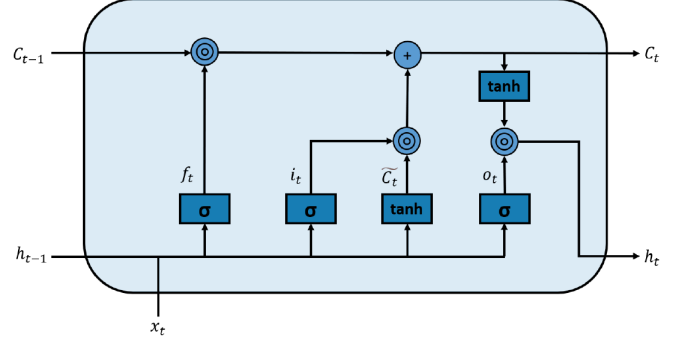 C_{t-1}
+
C_t
tanh
f_t
i_t
\widetilde{C_t}
o_t
σ
σ
tanh
σ
h_{t-1}
h_t
x_t